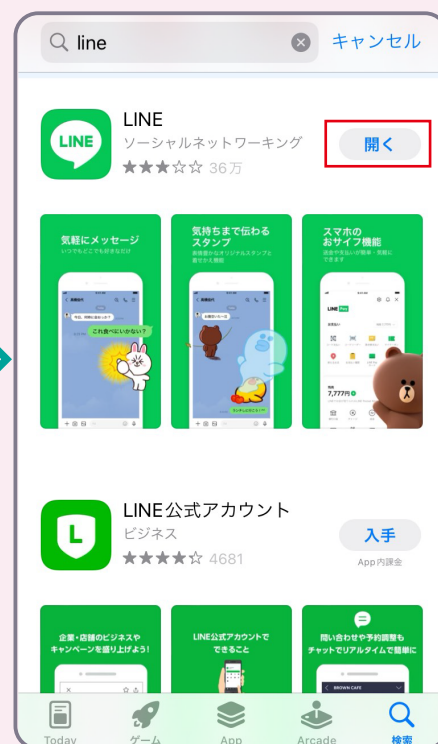 line
キャンセル
LINE
LINE
ソーシャルネットワーキング
36万
開く
気軽にメッセージ
いつでもどこでも好きなだけ
気持ちまで伝わる
スタンプ
スマホの
おサイフ機能
できます
これ食べにいかない?
LINE Pay
7,777円
LINE公式アカウント
ビジネス
4681
入手
App内課金
L
企業・店舗のビジネスや
キャンペーンを盛り上げよう!
LINE公式アカウントで
できること
問い合わせや予約調整も
チャットでリアルタイムで簡単に
BROWN CAFE
Today
ゲーム
App
Arcade
検索